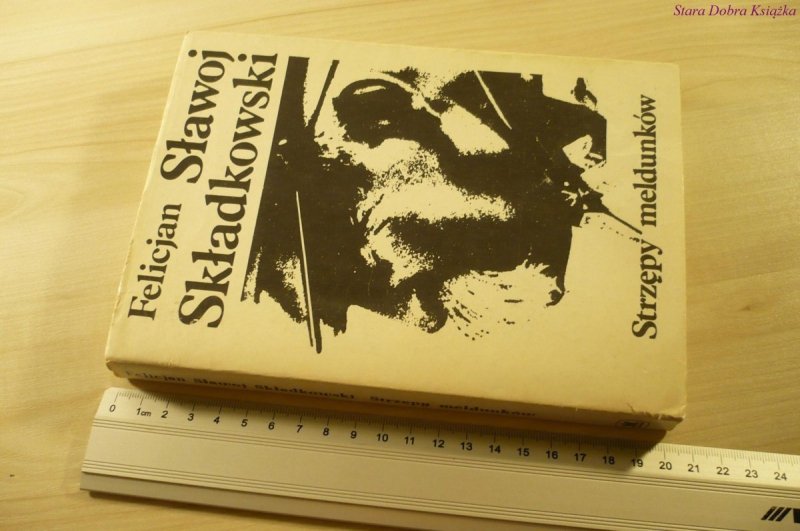 Stara Dobra Książka
Felicjan Sławoj
Składkowski
Strzępy meldunków
Felicjan Sławoj Składkowski Strzępy meldunków
0 1cm 2 3 4 5 6 7 8 9 10 11 12 13 14 15 16 17 18 19 20 21 22 23 24